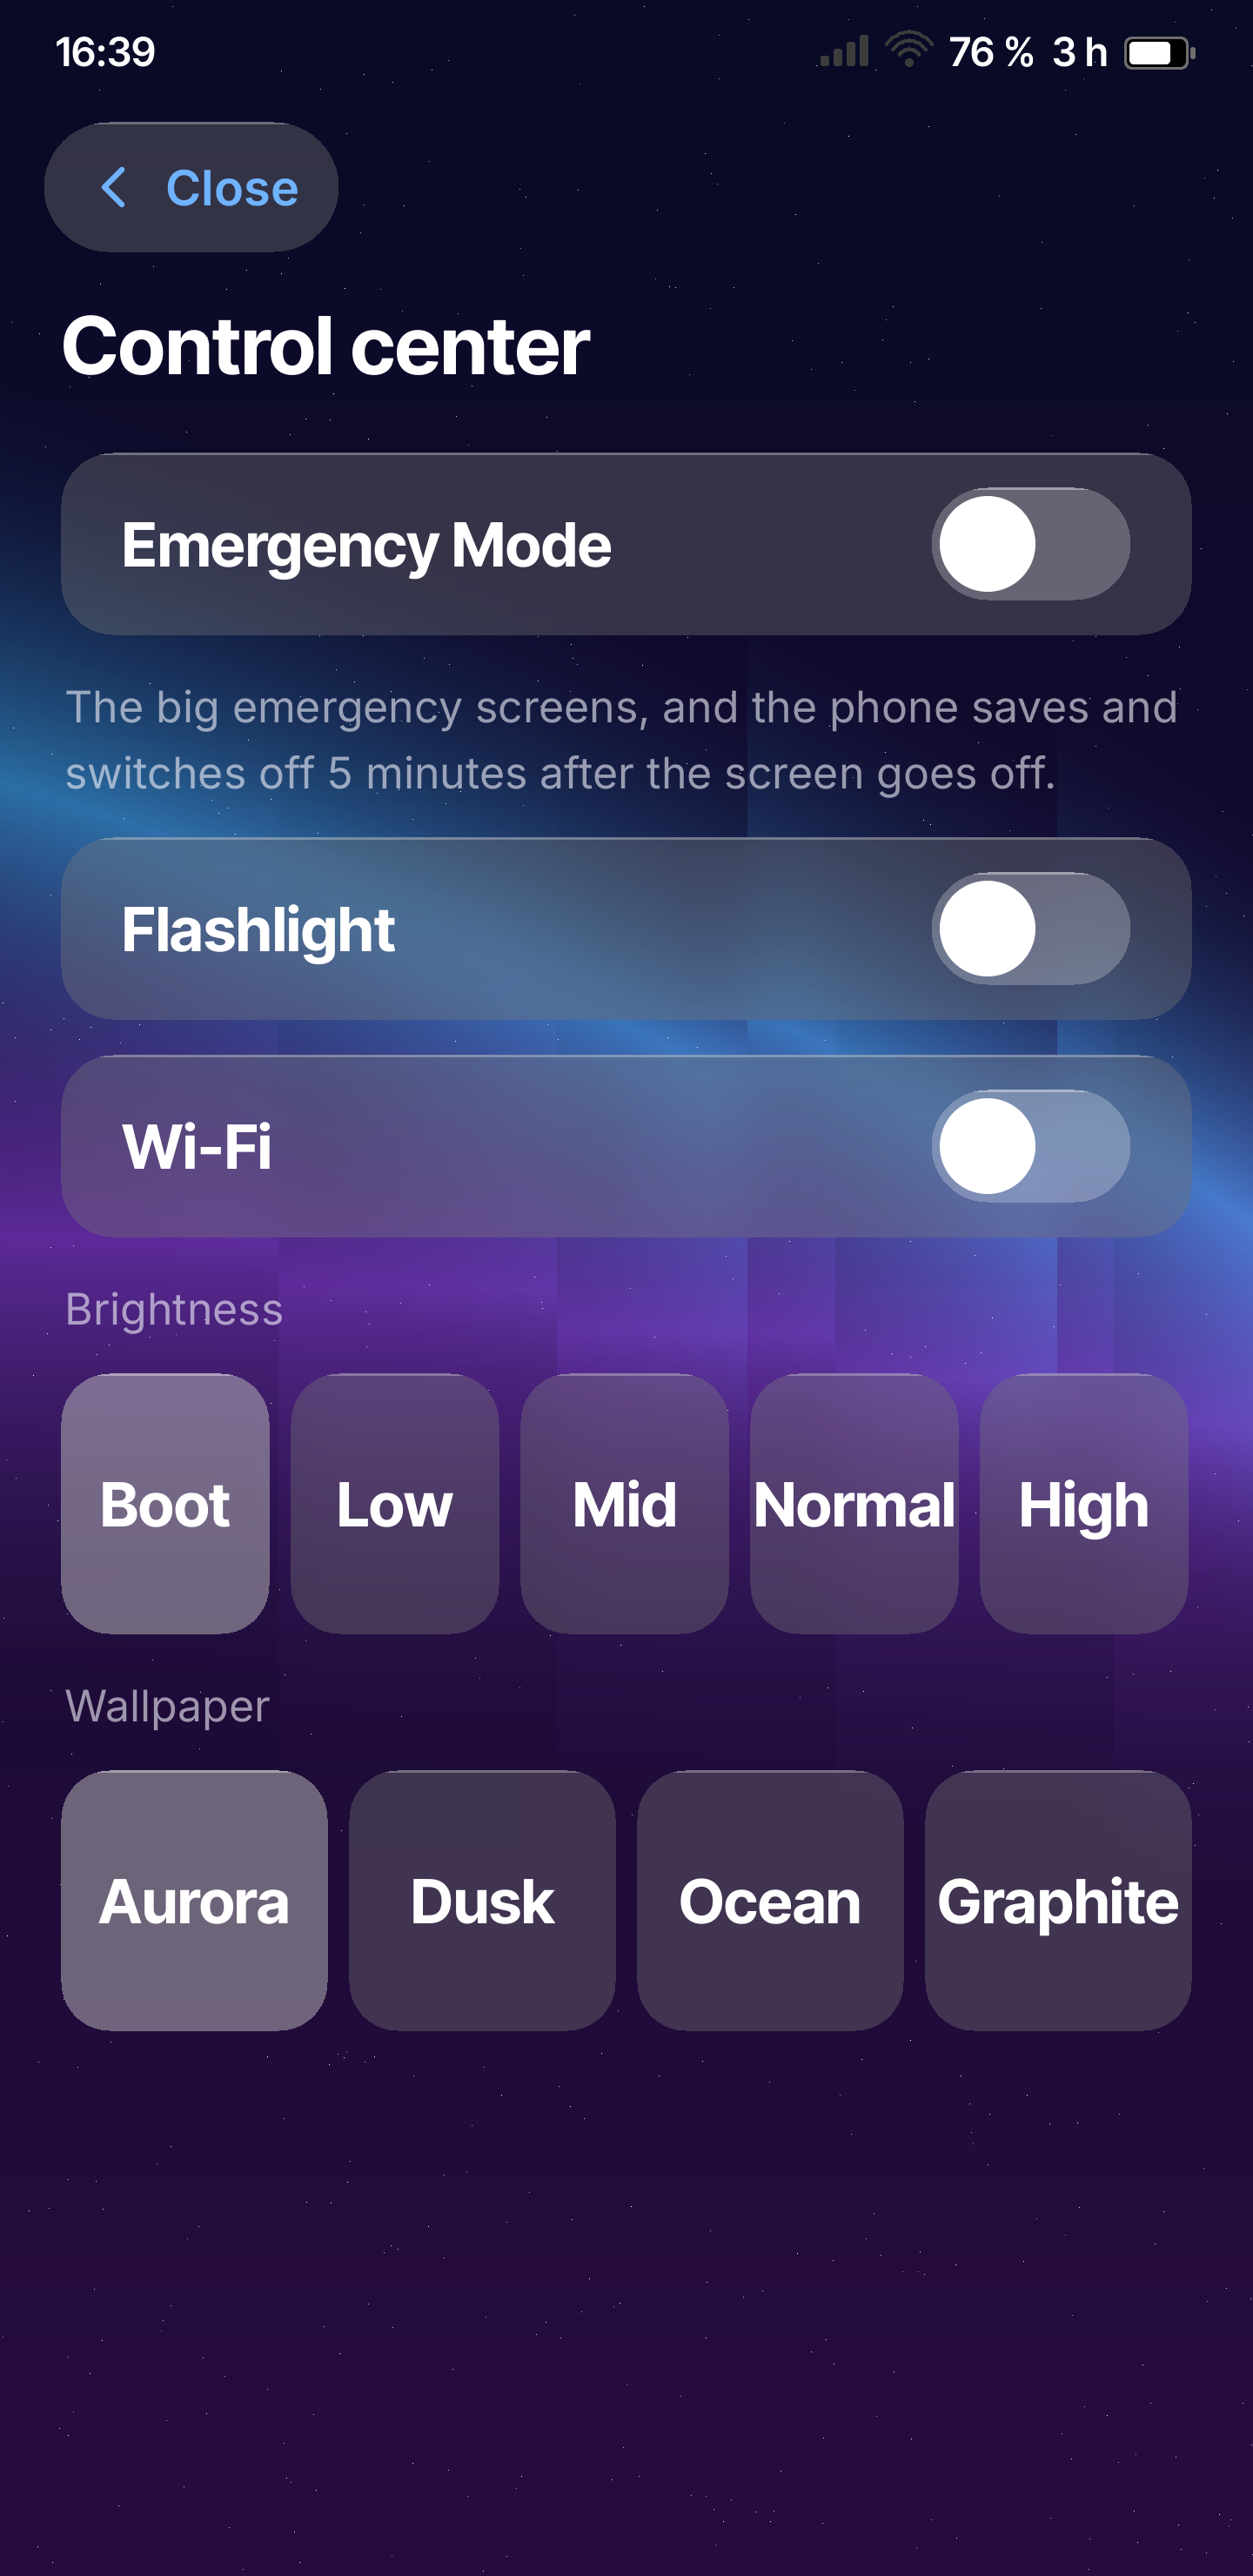 16:39
76 % 3 h
Close
Control center
Emergency Mode
The big emergency screens, and the phone saves and
switches off 5 minutes after the screen goes off.
Flashlight
Wi-Fi
Brightness
Boot Low Mid Normal High
Wallpaper
Aurora Dusk Ocean Graphite